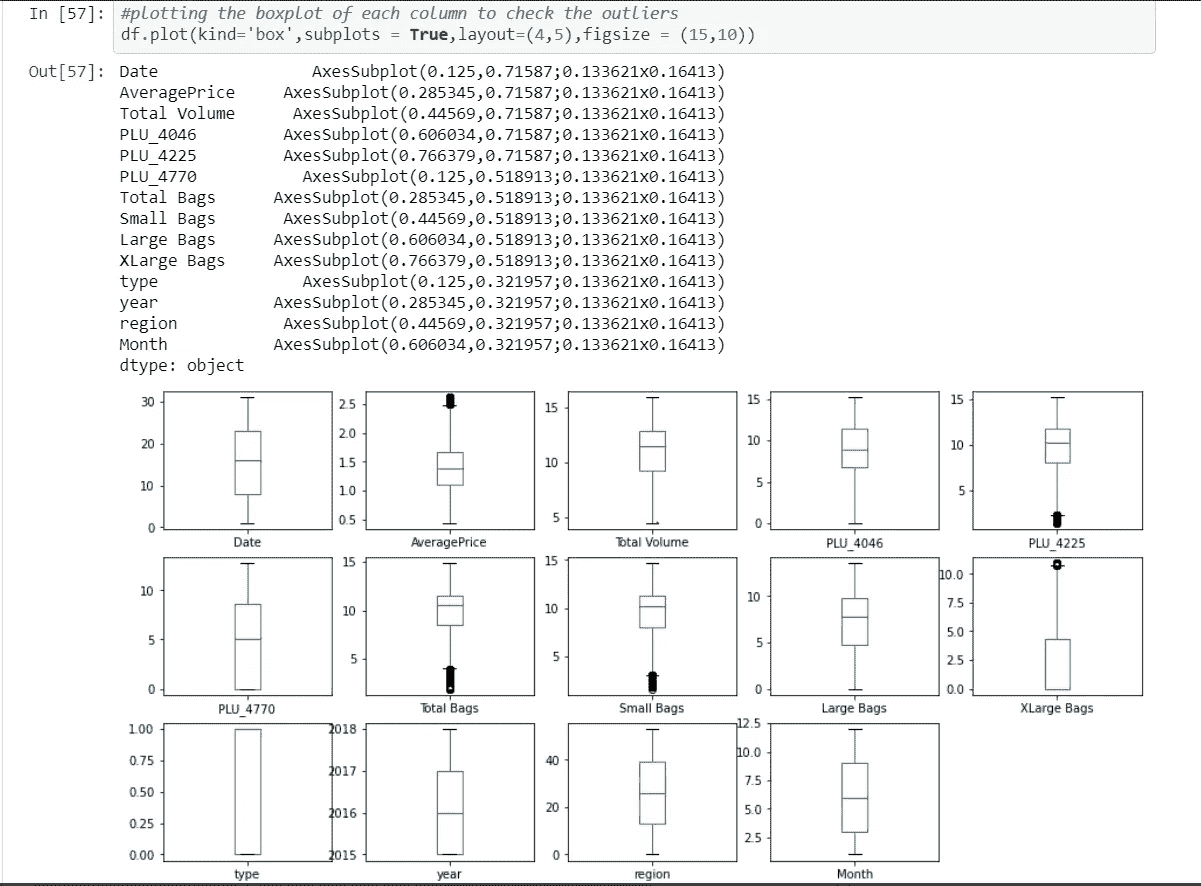 In [57]: #plotting the boxplot of each column to check the outliers
df.plot(kind='box',subplots = True,layout=(4,5),figsize = (15,10))
Out[57]: Date AxesSubplot(0.125,0.71587;0.133621x0.16413)
AveragePrice AxesSubplot(0.285345,0.71587;0.133621x0.16413)
Total Volume AxesSubplot(0.44569,0.71587;0.133621x0.16413)
PLU_4046 AxesSubplot(0.606034,0.71587;0.133621x0.16413)
PLU_4225 AxesSubplot(0.766379,0.71587;0.133621x0.16413)
PLU_4770 AxesSubplot(0.125,0.518913;0.133621x0.16413)
Total Bags AxesSubplot(0.285345,0.518913;0.133621x0.16413)
Small Bags AxesSubplot(0.44569,0.518913;0.133621x0.16413)
Large Bags AxesSubplot(0.606034,0.518913;0.133621x0.16413)
XLarge Bags AxesSubplot(0.766379,0.518913;0.133621x0.16413)
type AxesSubplot(0.125,0.321957;0.133621x0.16413)
year AxesSubplot(0.285345,0.321957;0.133621x0.16413)
region AxesSubplot(0.44569,0.321957;0.133621x0.16413)
Month AxesSubplot(0.606034,0.321957;0.133621x0.16413)
dtype: object
30
20
10
0
Date
2.5
2.0
1.5
1.0
0.5
AveragePrice
15
10
5
Total Volume
15
10
5
0
PLU_4046
15
10
5
PLU_4225
10
5
0
PLU_4770
15
10
5
Total Bags
15
10
5
Small Bags
10
5
0
Large Bags
10.0
7.5
5.0
2.5
0.0
XLarge Bags
1.00
0.75
0.50
0.25
0.00
type
2018
2017
2016
2015
year
40
20
0
region
12.5
10.0
7.5
5.0
2.5
Month